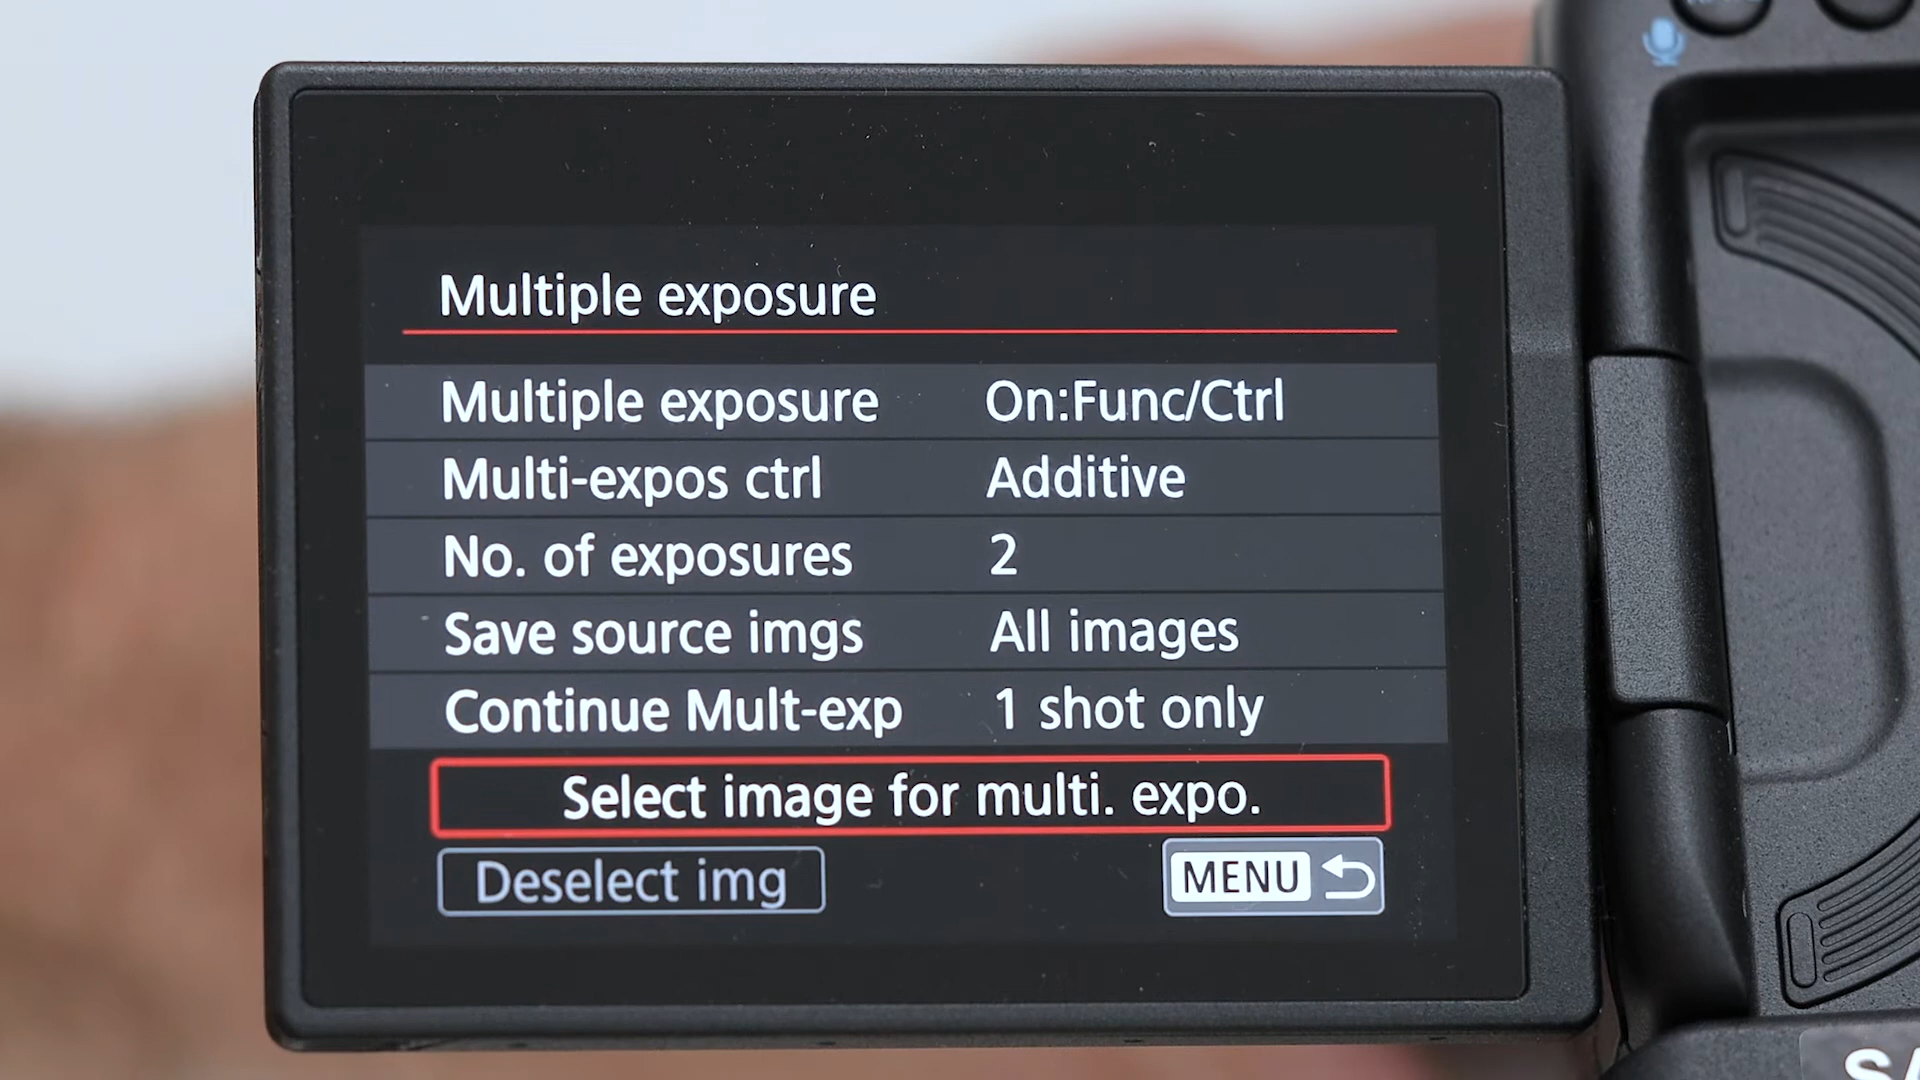 Multiple exposure
Multiple exposure On:Func/Ctrl
Multi-expos ctrl Additive
No. of exposures 2
Save source imgs All images
Continue Mult-exp 1 shot only
Select image for multi. expo.
Deselect img MENU